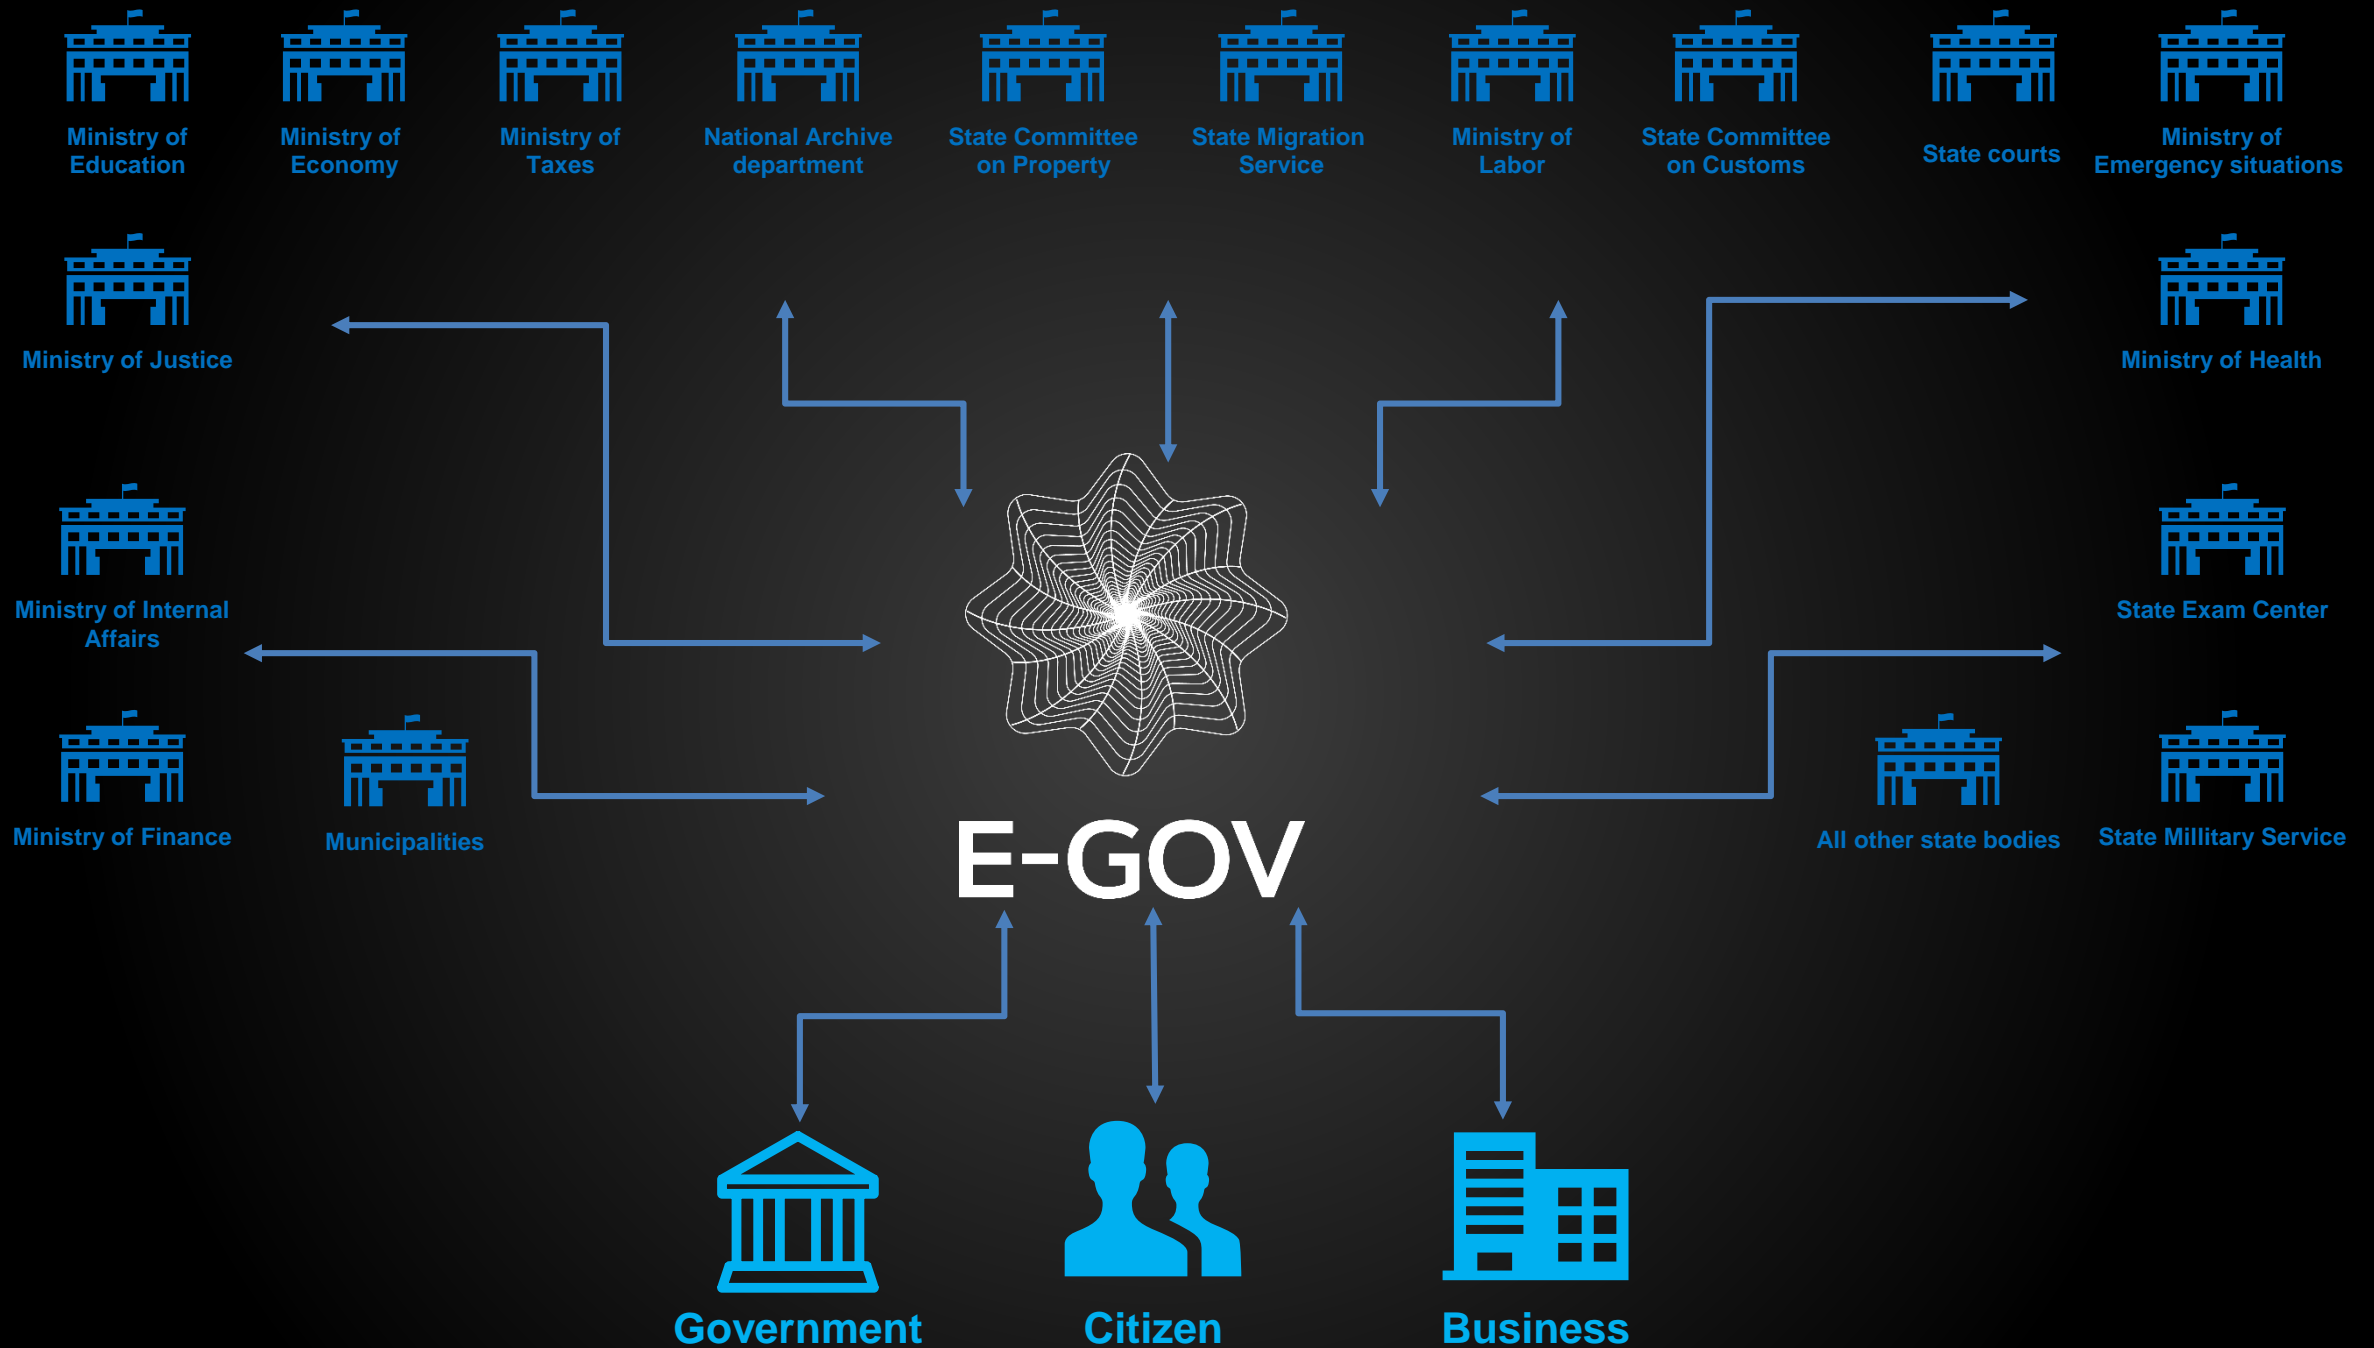 Ministry of
Education
Ministry of
Economy
Ministry of
Taxes
National Archive
department
State Committee
on Property
State Migration
Service
Ministry of
Labor
State Committee
on Customs
State courts
Ministry of
Emergency situations
Ministry of Justice
Ministry of Health
Ministry of Internal
Affairs
State Exam Center
Ministry of Finance
Municipalities
All other state bodies
State Millitary Service
E-GOV
Government
Citizen
Business